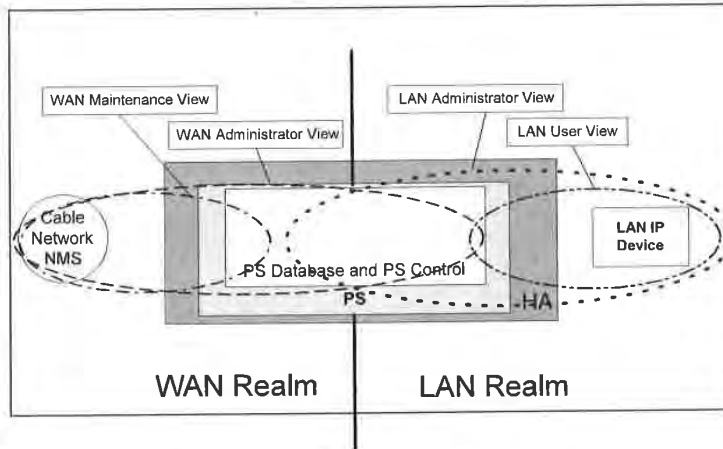 WAN Maintenance View
LAN Administrator View
WAN Administrator View
LAN User View
Cable
Network
NMS
LAN IP
Device
PS Database and PS Control
PS
HA
WAN Realm
LAN Realm